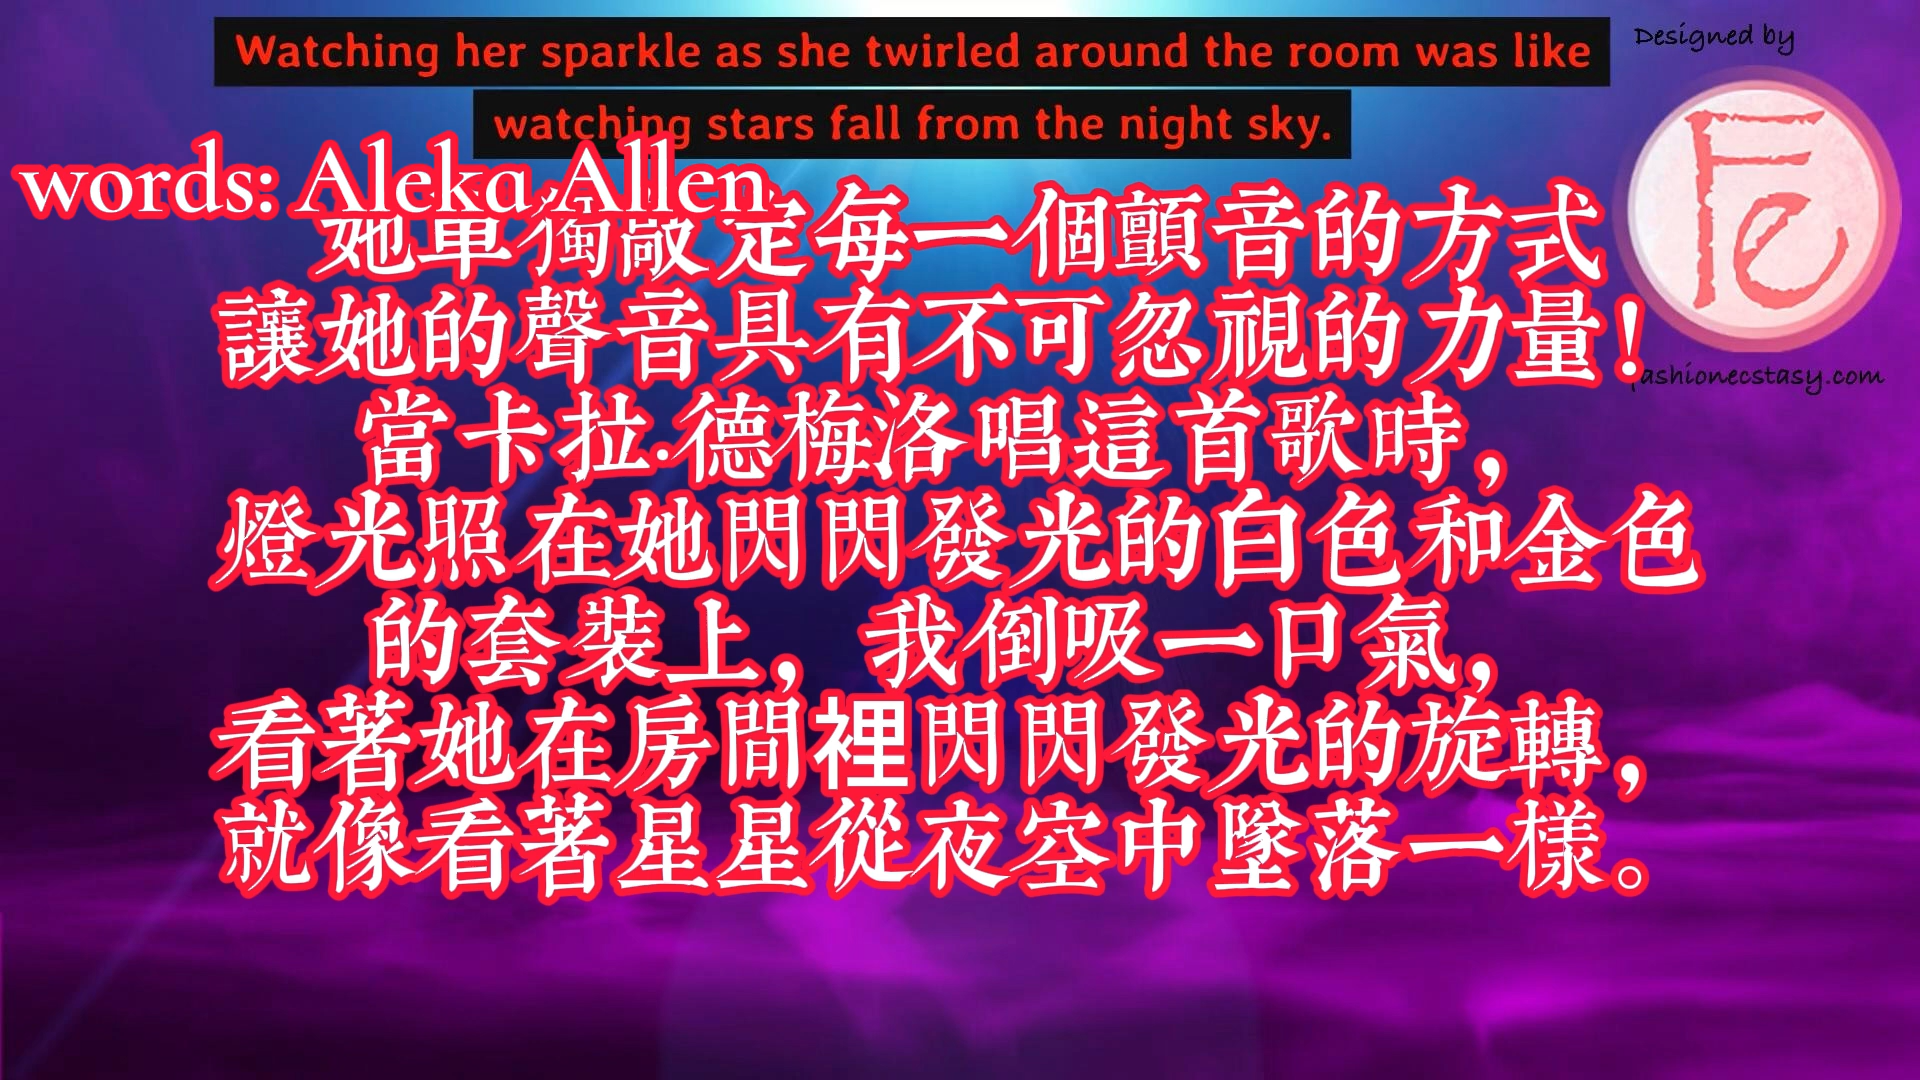 Watching her sparkle as she twirled around the room was like
watching stars fall from the night sky.
Designed by
Fe
fashionecstasy.com
words: Aleka Allen
她單獨敲定每一個顫音的方式
讓她的聲音具有不可忽視的力量！
當卡拉·德梅洛唱這首歌時，
燈光照在她閃閃發光的白色和金色
的套裝上，我倒吸一口氣，
看著她在房間裡閃閃發光的旋轉，
就像看著星星從夜空中墜落一樣。